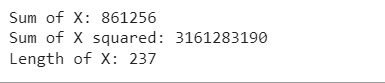 Sum of X: 861256
Sum of X squared: 3161283190
Length of X: 237